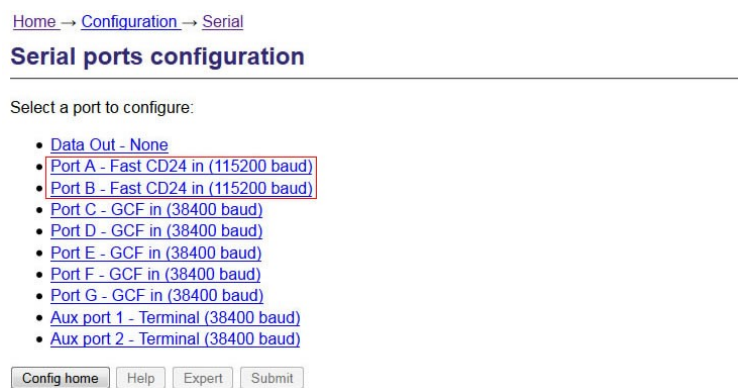 Home → Configuration → Serial
Serial ports configuration
Select a port to configure:
• Data Out - None
• Port A - Fast CD24 in (115200 baud)
• Port B - Fast CD24 in (115200 baud)
• Port C - GCF in (38400 baud)
• Port D - GCF in (38400 baud)
• Port E - GCF in (38400 baud)
• Port F - GCF in (38400 baud)
• Port G - GCF in (38400 baud)
• Aux port 1 - Terminal (38400 baud)
• Aux port 2 - Terminal (38400 baud)
Config home Help Expert Submit